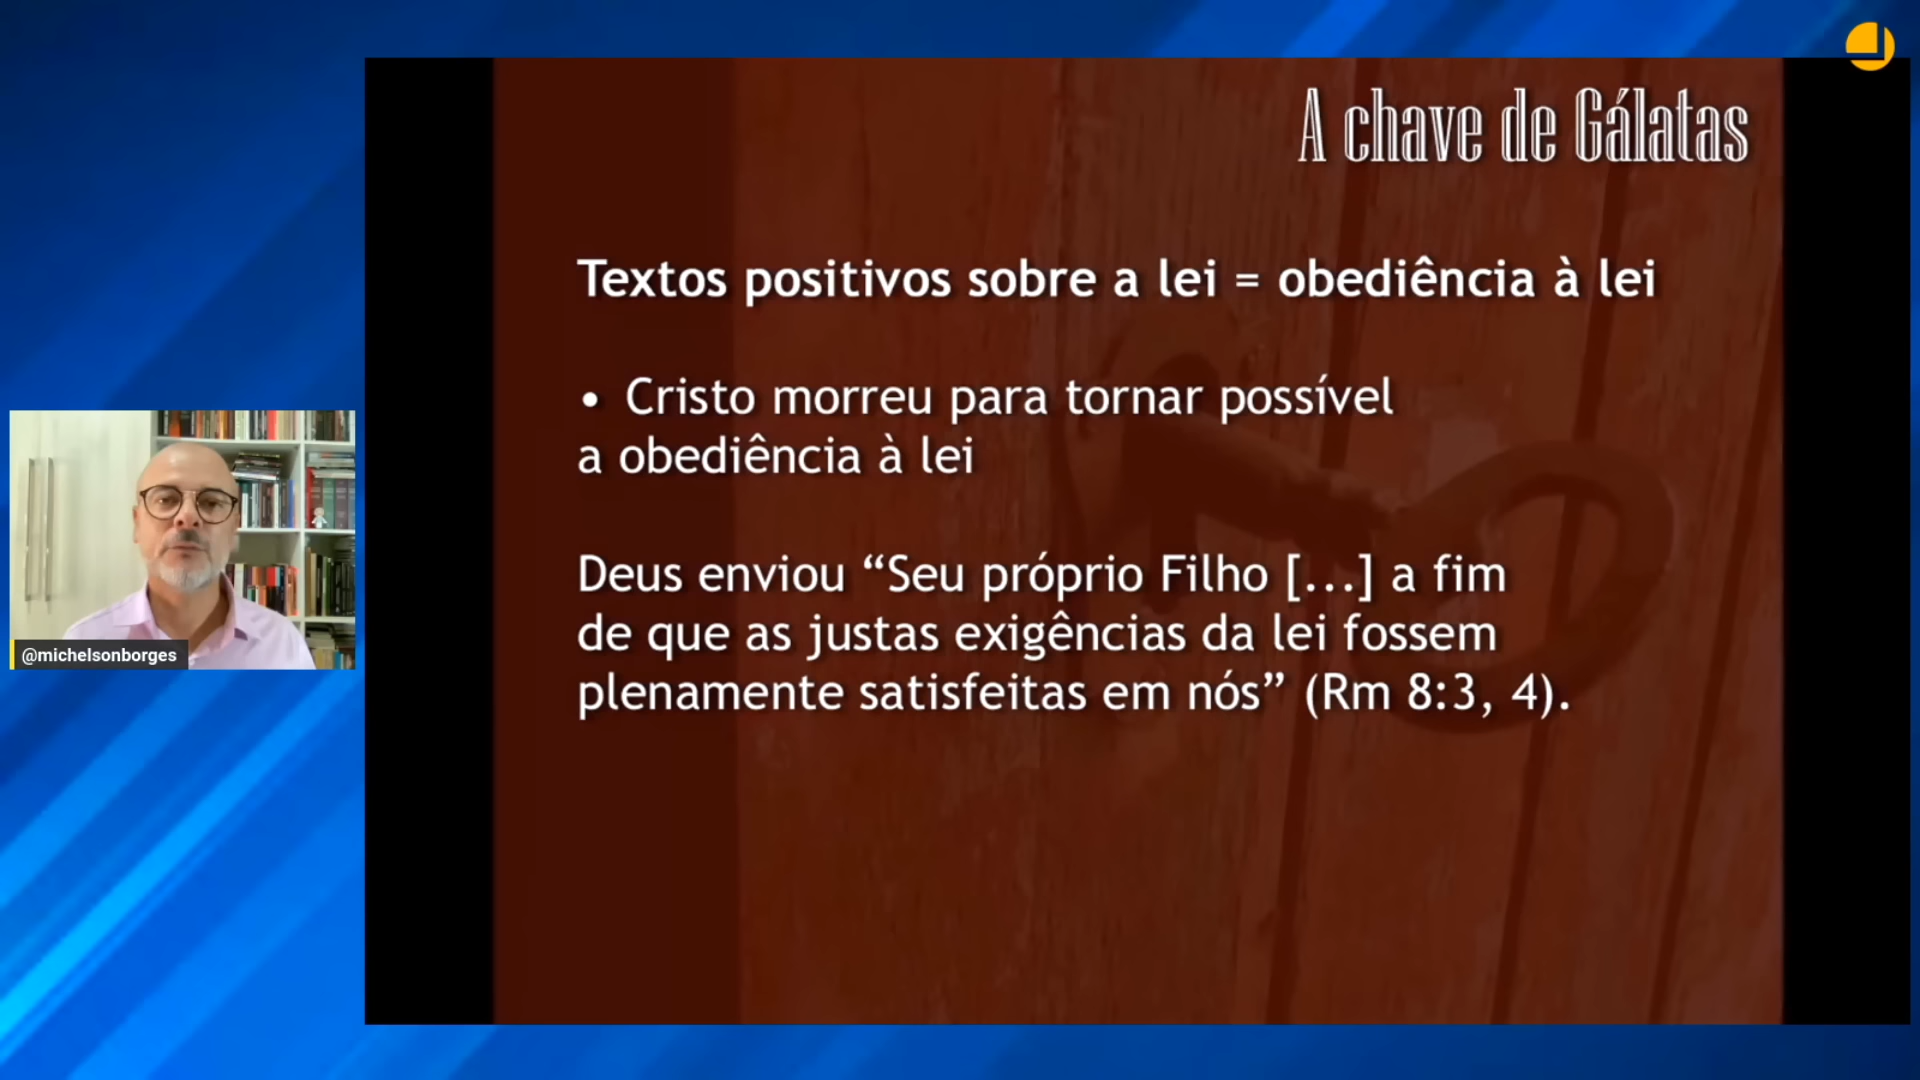 A chave de Gálatas
Textos positivos sobre a lei = obediência à lei
• Cristo morreu para tornar possível
a obediência à lei
Deus enviou “Seu próprio Filho [...] a fim
de que as justas exigências da lei fossem
plenamente satisfeitas em nós” (Rm 8:3, 4).
@michelsonborges